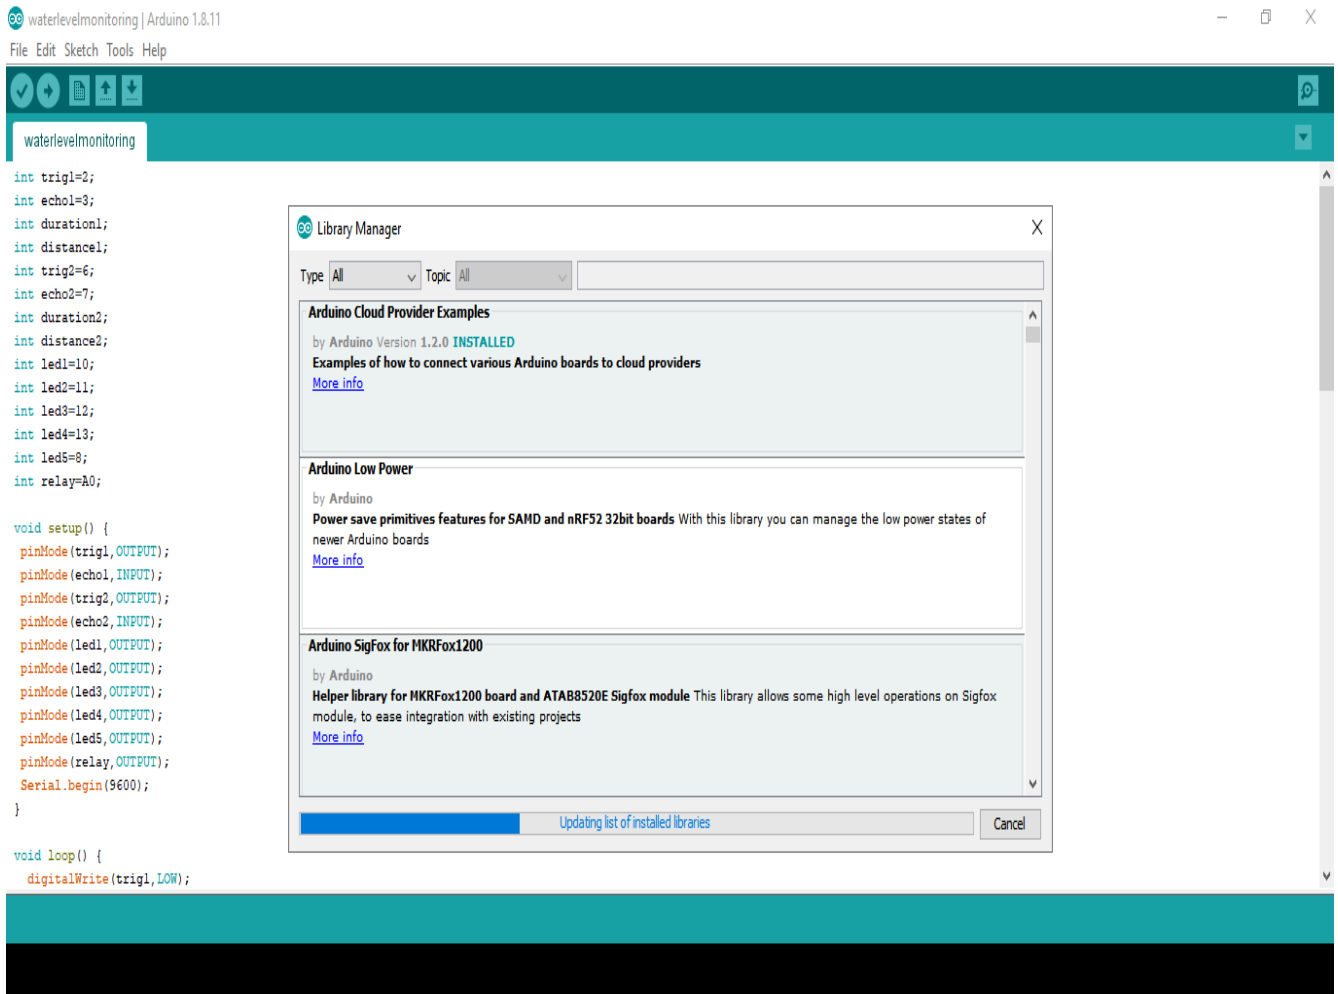 waterlevelmonitoring | Arduino 1.8.11
File Edit Sketch Tools Help
waterlevelmonitoring
int trig1=2;
int echo1=3;
int duration1;
int distance1;
int trig2=6;
int echo2=7;
int duration2;
int distance2;
int led1=10;
int led2=11;
int led3=12;
int led4=13;
int led5=8;
int relay=A0;
void setup() {
pinMode(trig1,OUTPUT);
pinMode(echo1,INPUT);
pinMode(trig2,OUTPUT);
pinMode(echo2,INPUT);
pinMode(led1,OUTPUT);
pinMode(led2,OUTPUT);
pinMode(led3,OUTPUT);
pinMode(led4,OUTPUT);
pinMode(led5,OUTPUT);
pinMode(relay,OUTPUT);
Serial.begin(9600);
}
void loop() {
digitalWrite(trig1,LOW);
Library Manager
Type All Topic All
Arduino Cloud Provider Examples
by Arduino Version 1.2.0 INSTALLED
Examples of how to connect various Arduino boards to cloud providers
More info
Arduino Low Power
by Arduino
Power save primitives features for SAMD and nRF52 32bit boards With this library you can manage the low power states of
newer Arduino boards
More info
Arduino SigFox for MKRFox1200
by Arduino
Helper library for MKRFox1200 board and ATAB8520E Sigfox module This library allows some high level operations on Sigfox
module, to ease integration with existing projects
More info
Updating list of installed libraries
Cancel